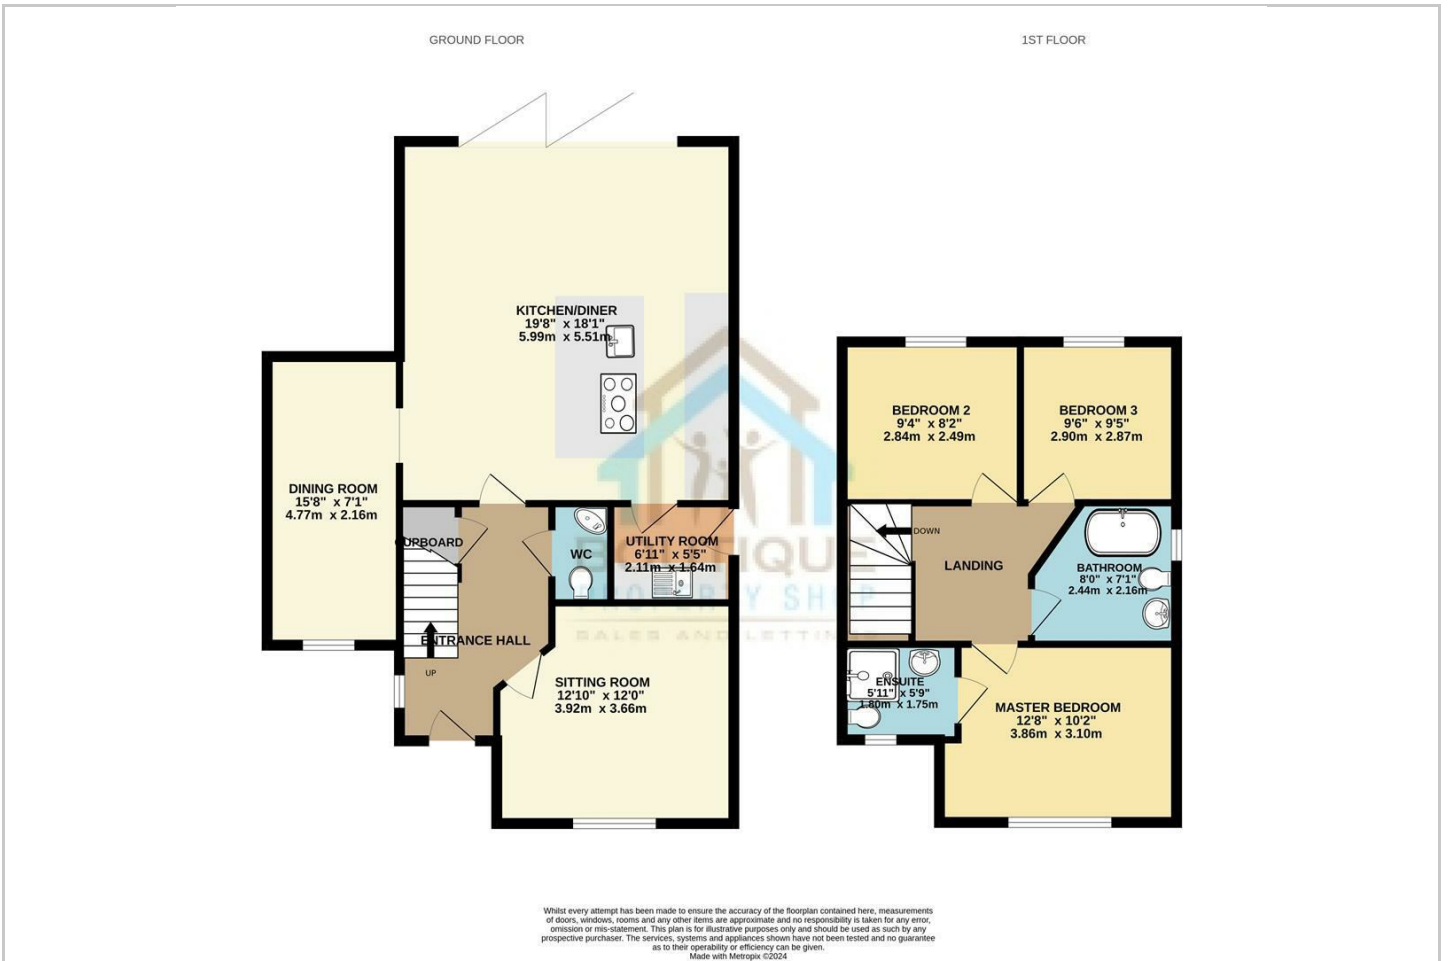 GROUND FLOOR
1ST FLOOR
KITCHEN/DINER
19'8" x 18'1"
5.99m x 5.51m
DINING ROOM
15'8" x 7'1"
4.77m x 2.16m
CUPBOARD
WC
UTILITY ROOM
6'11" x 5'5"
2.11m x 1.64m
ENTRANCE HALL
UP
SITTING ROOM
12'10" x 12'0"
3.92m x 3.66m
BEDROOM 2
9'4" x 8'2"
2.84m x 2.49m
BEDROOM 3
9'6" x 9'5"
2.90m x 2.87m
DOWN
LANDING
BATHROOM
8'0" x 7'1"
2.44m x 2.16m
ENSUITE
5'11" x 5'9"
1.80m x 1.75m
MASTER BEDROOM
12'8" x 10'2"
3.86m x 3.10m
BOUTIQUE
PROPERTY SHOP
SALES AND LETTINGS
Whilst every attempt has been made to ensure the accuracy of the floorplan contained here, measurements
of doors, windows, rooms and any other items are approximate and no responsibility is taken for any error,
omission or mis-statement. This plan is for illustrative purposes only and should be used as such by any
prospective purchaser. The services, systems and appliances shown have not been tested and no guarantee
as to their operability or efficiency can be given.
Made with Metropix ©2024